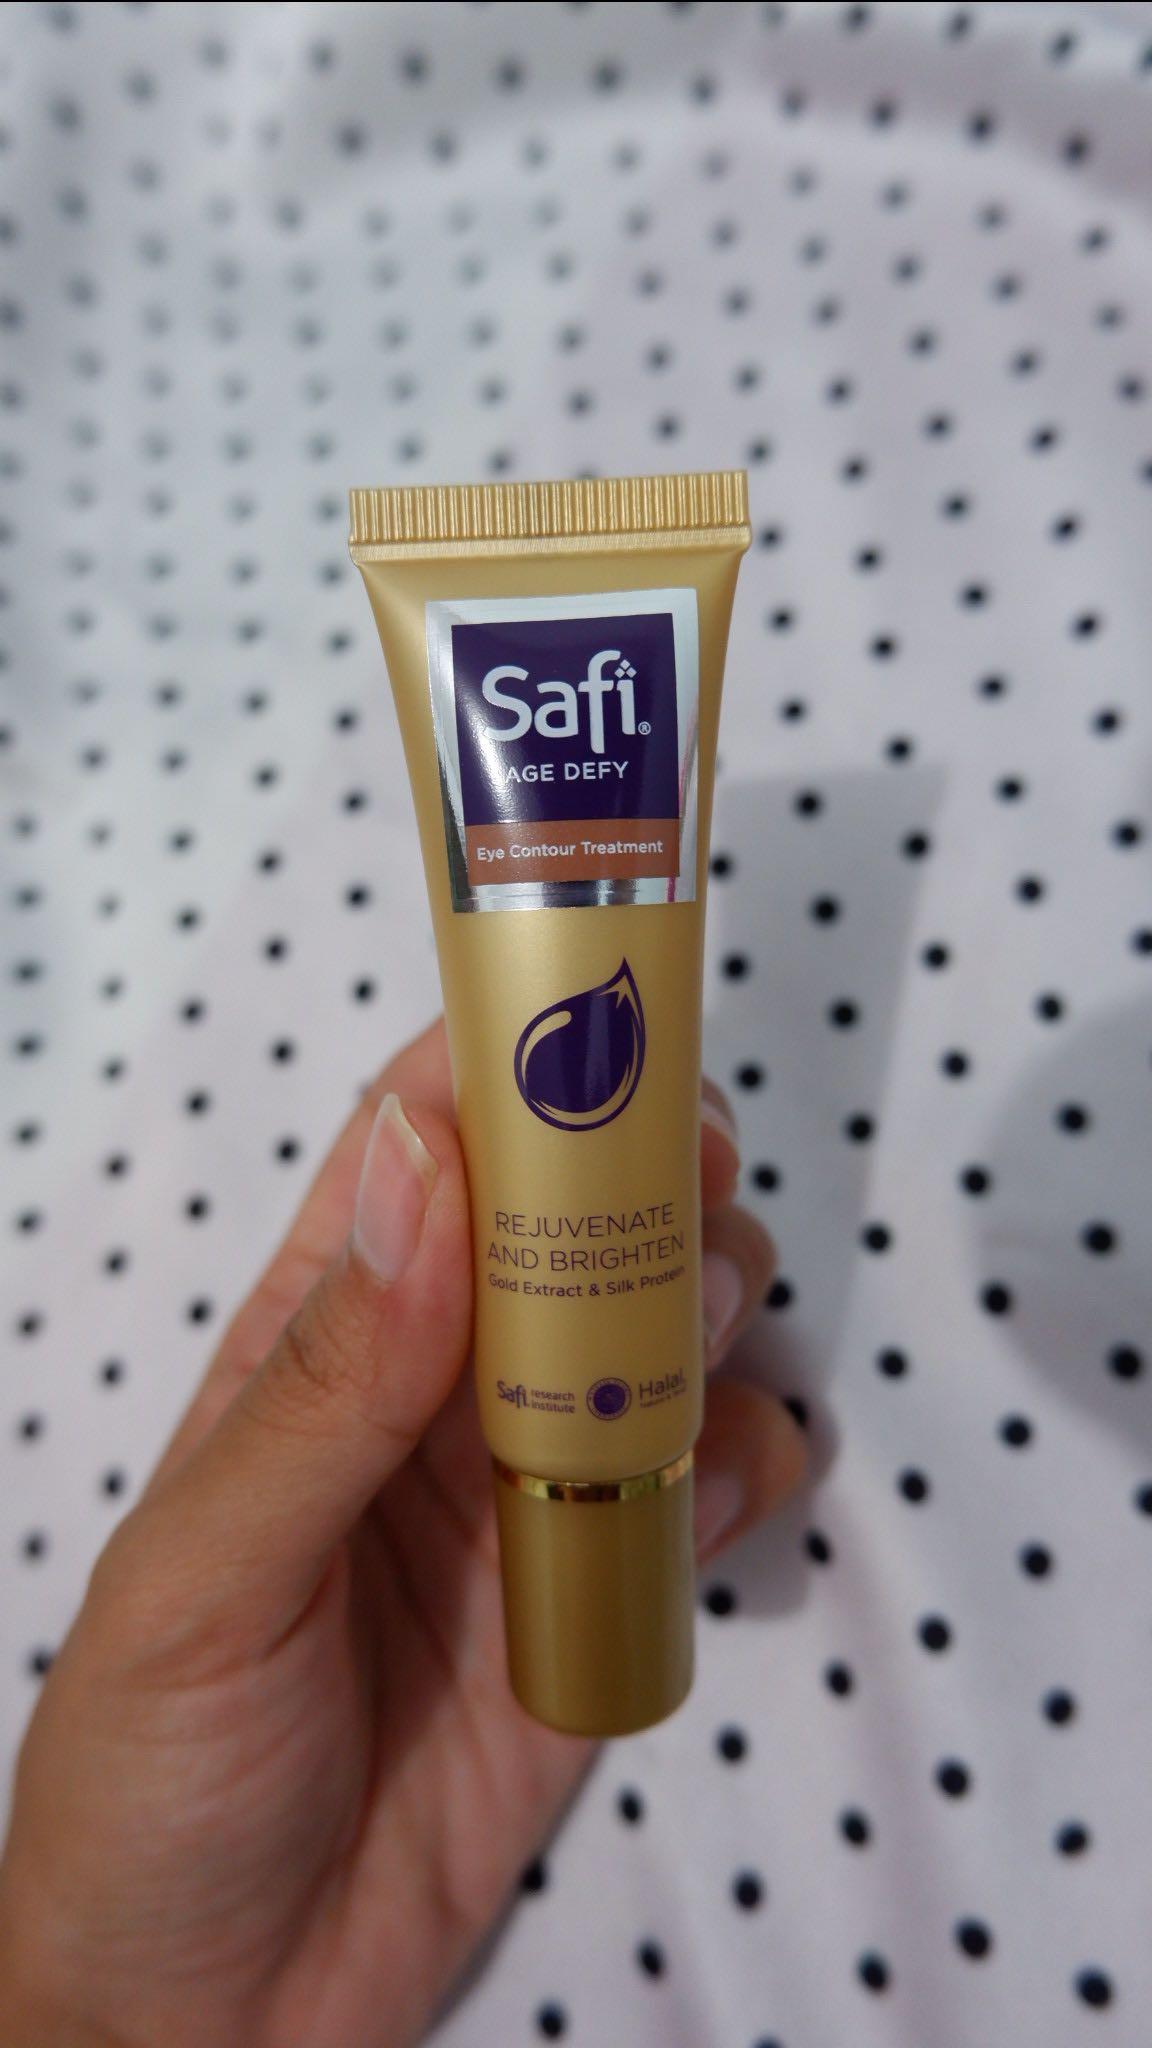 Safi®
AGE DEFY
Eye Contour Treatment
REJUVENATE
AND BRIGHTEN
Gold Extract & Silk Protein
Safi research
institute
Halal